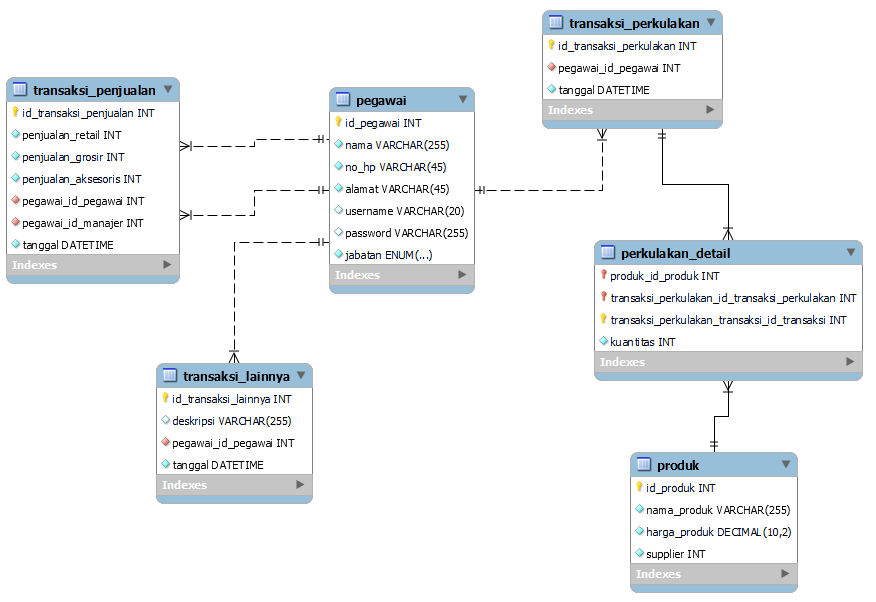 transaksi_perkulakan
id_transaksi_perkulakan INT
pegawai_id_pegawai INT
tanggal DATETIME
Indexes
transaksi_penjualan
id_transaksi_penjualan INT
penjualan_retail INT
penjualan_grosir INT
penjualan_aksesoris INT
pegawai_id_pegawai INT
pegawai_id_manajer INT
tanggal DATETIME
Indexes
pegawai
id_pegawai INT
nama VARCHAR(255)
no_hp VARCHAR(45)
alamat VARCHAR(45)
username VARCHAR(20)
password VARCHAR(255)
jabatan ENUM(...)
Indexes
perkulakan_detail
produk_id_produk INT
transaksi_perkulakan_id_transaksi_perkulakan INT
transaksi_perkulakan_transaksi_id_transaksi INT
kuantitas INT
Indexes
transaksi_lainnya
id_transaksi_lainnya INT
deskripsi VARCHAR(255)
pegawai_id_pegawai INT
tanggal DATETIME
Indexes
produk
id_produk INT
nama_produk VARCHAR(255)
harga_produk DECIMAL(10,2)
supplier INT
Indexes